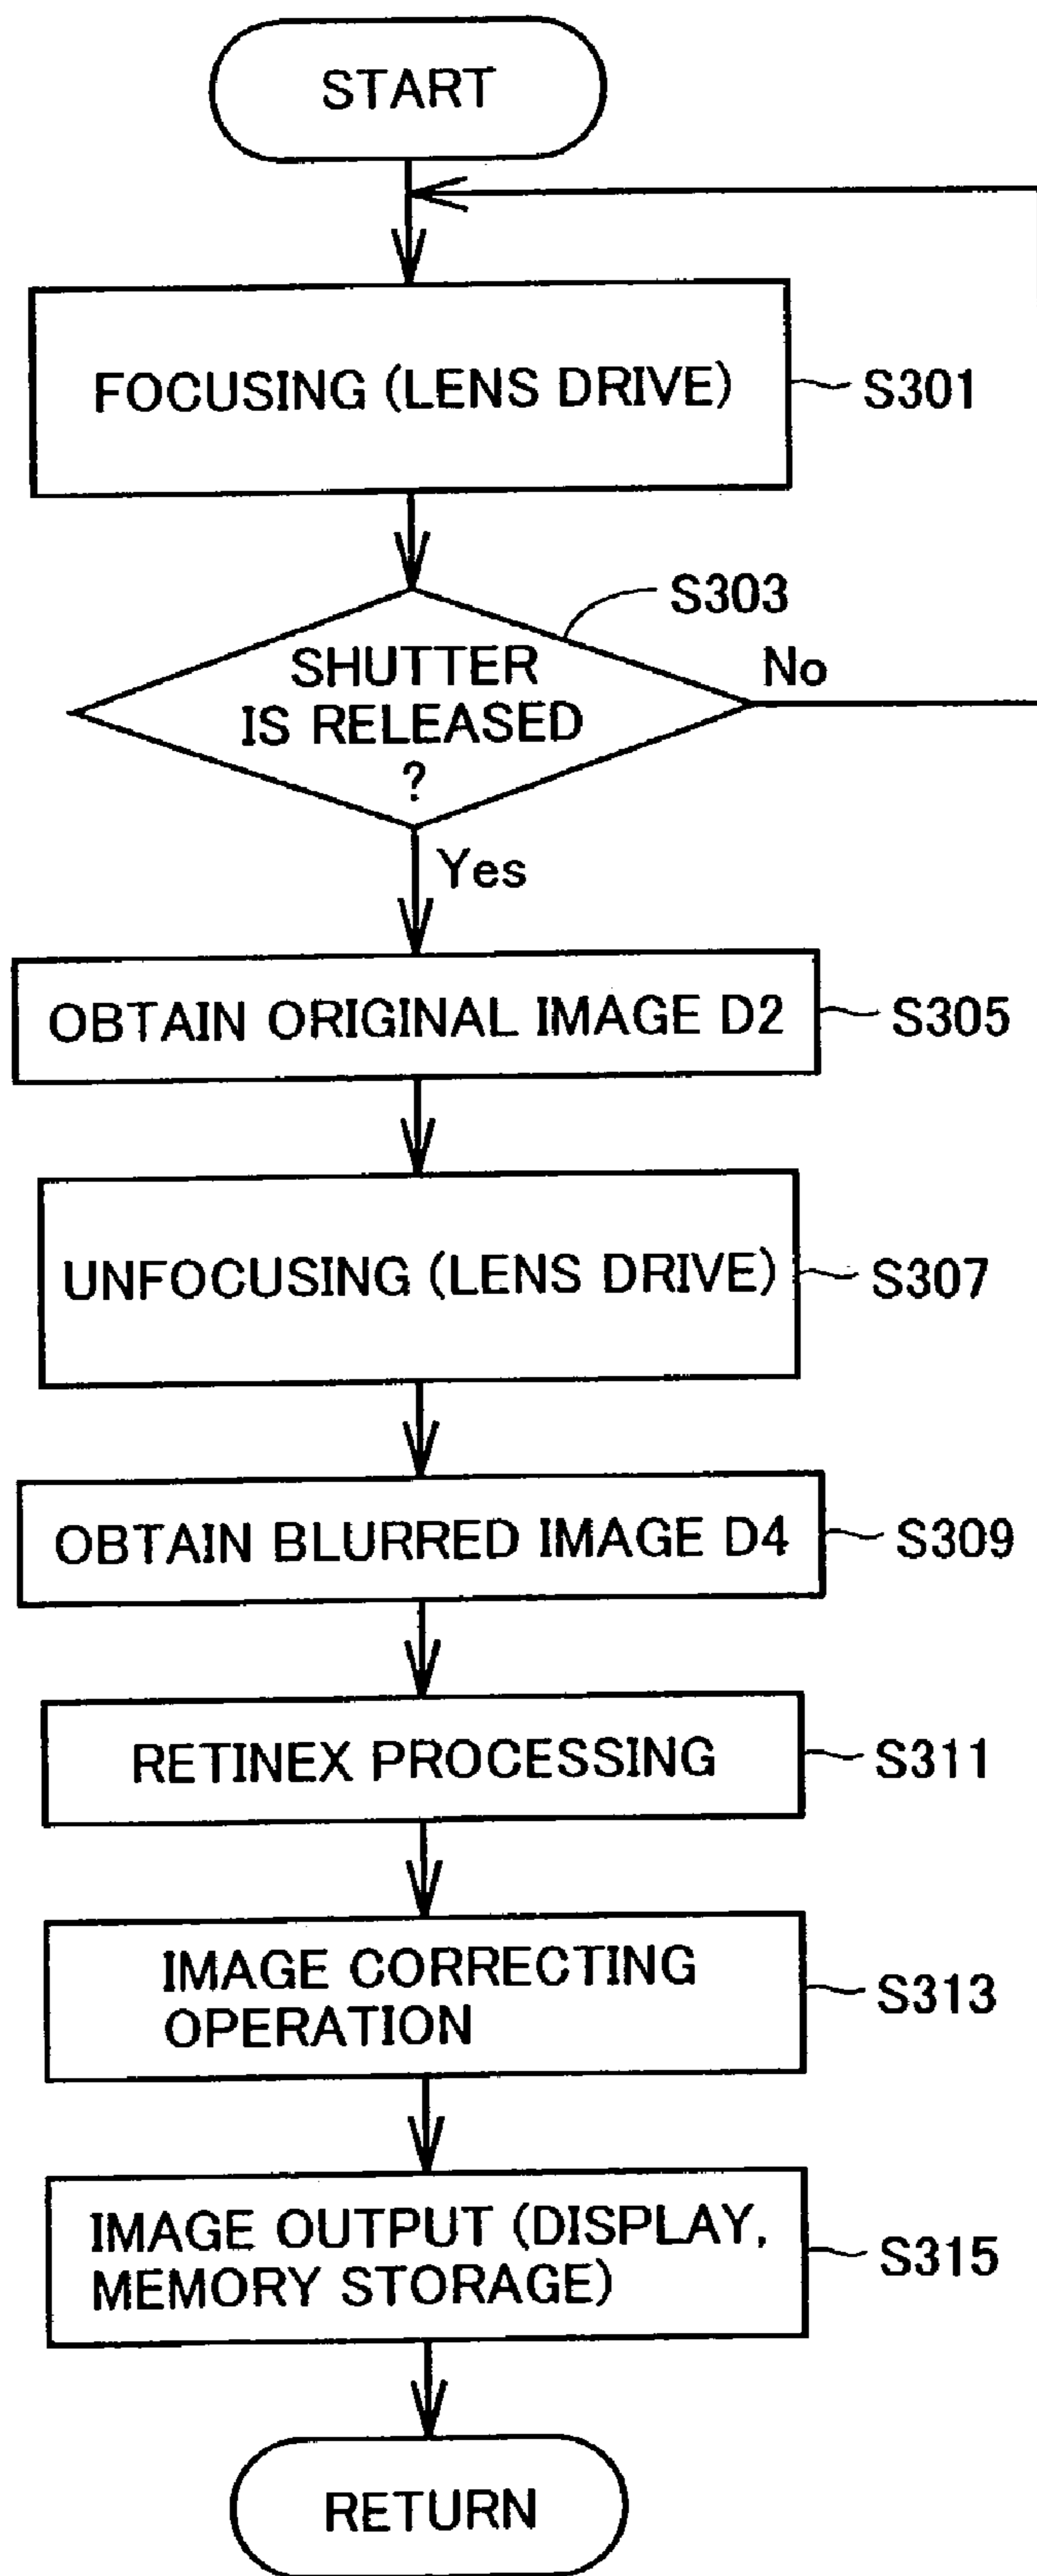 START
FOCUSING (LENS DRIVE)
S301
S303
SHUTTER
IS RELEASED
?
No
Yes
OBTAIN ORIGINAL IMAGE D2
S305
UNFOCUSING (LENS DRIVE)
S307
OBTAIN BLURRED IMAGE D4
S309
RETINEX PROCESSING
S311
IMAGE CORRECTING
OPERATION
S313
IMAGE OUTPUT (DISPLAY,
MEMORY STORAGE)
S315
RETURN